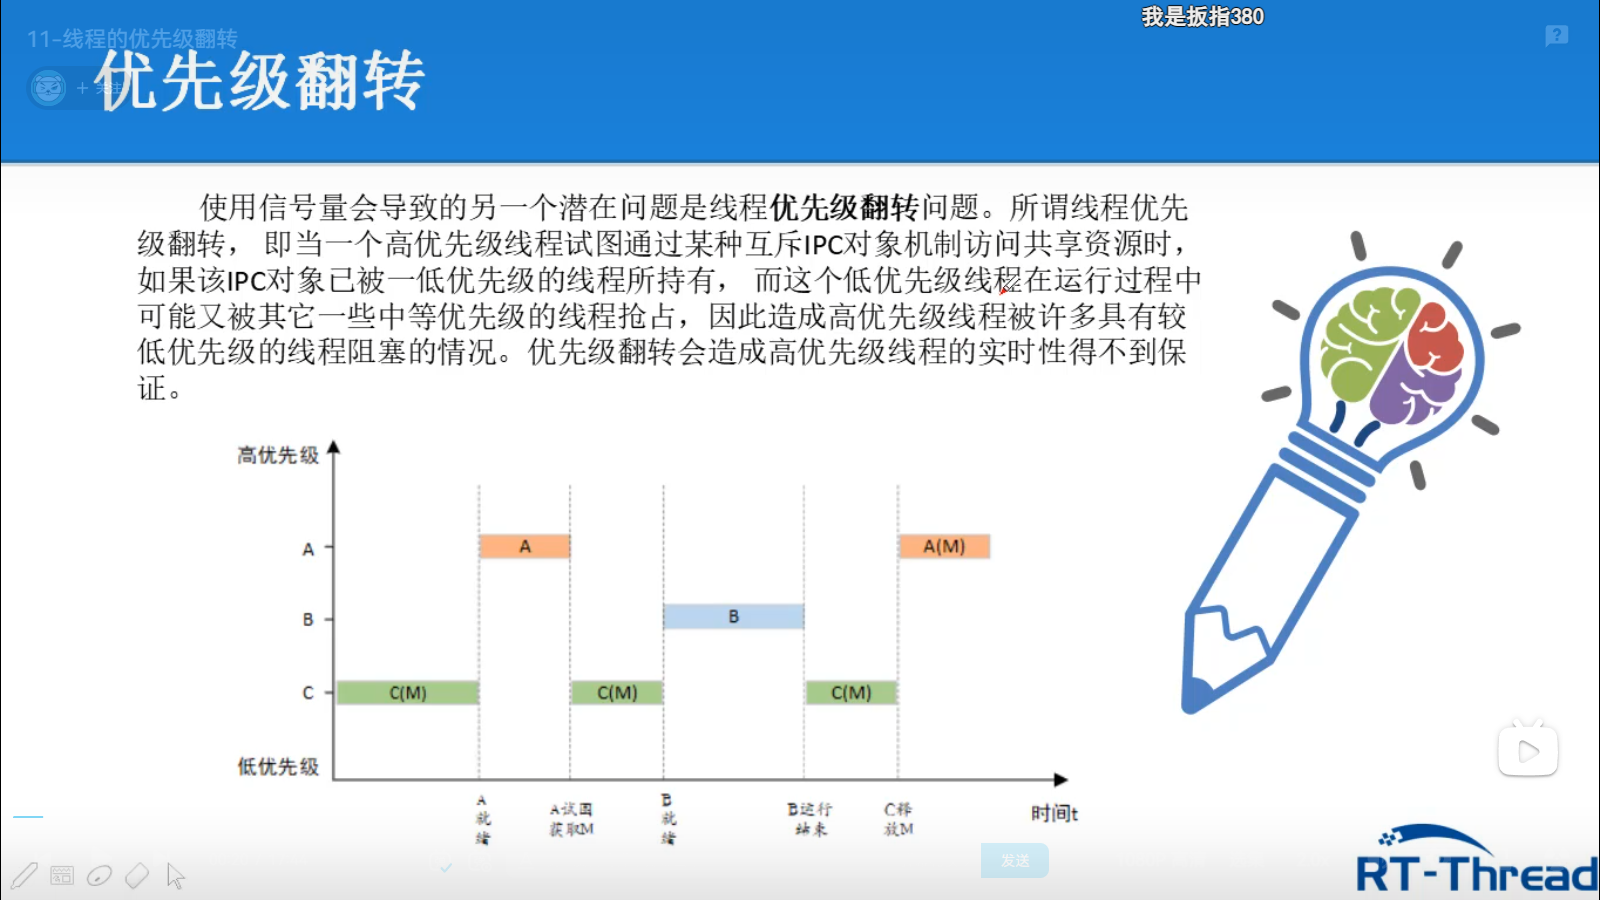 我是扳指380
11-线程的优先级翻转
+ 关注
优先级翻转
使用信号量会导致的另一个潜在问题是线程优先级翻转问题。所谓线程优先
级翻转， 即当一个高优先级线程试图通过某种互斥IPC对象机制访问共享资源时，
如果该IPC对象已被一低优先级的线程所持有， 而这个低优先级线程在运行过程中
可能又被其它一些中等优先级的线程抢占，因此造成高优先级线程被许多具有较
低优先级的线程阻塞的情况。优先级翻转会造成高优先级线程的实时性得不到保
证。
高优先级
A
A
A(M)
B
B
C
C(M)
C(M)
C(M)
低优先级
A
就
绪
A试图
获取M
B
就
绪
B运行
结束
C释
放M
时间t
发送
RT-Thread